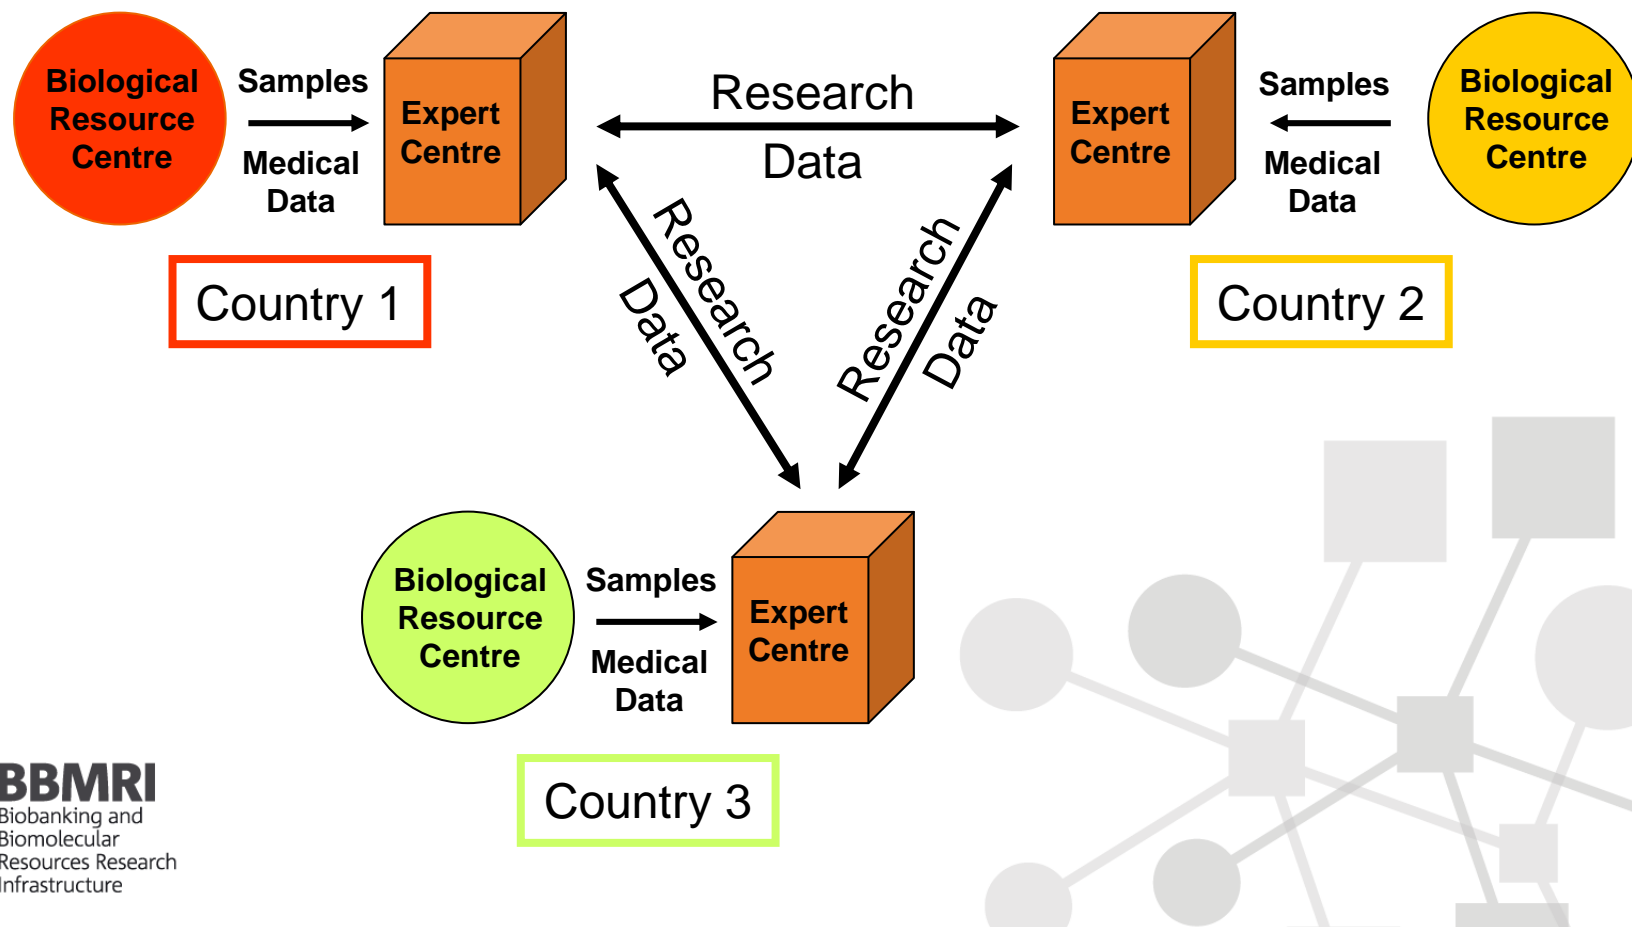 Biological
Resource
Centre
Samples
Medical
Data
Expert
Centre
Research
Data
Expert
Centre
Samples
Medical
Data
Biological
Resource
Centre
Country 1
Research
Data
Research
Data
Country 2
Biological
Resource
Centre
Samples
Medical
Data
Expert
Centre
Country 3
BBMRI
Biobanking and
Biomolecular
Resources Research
Infrastructure